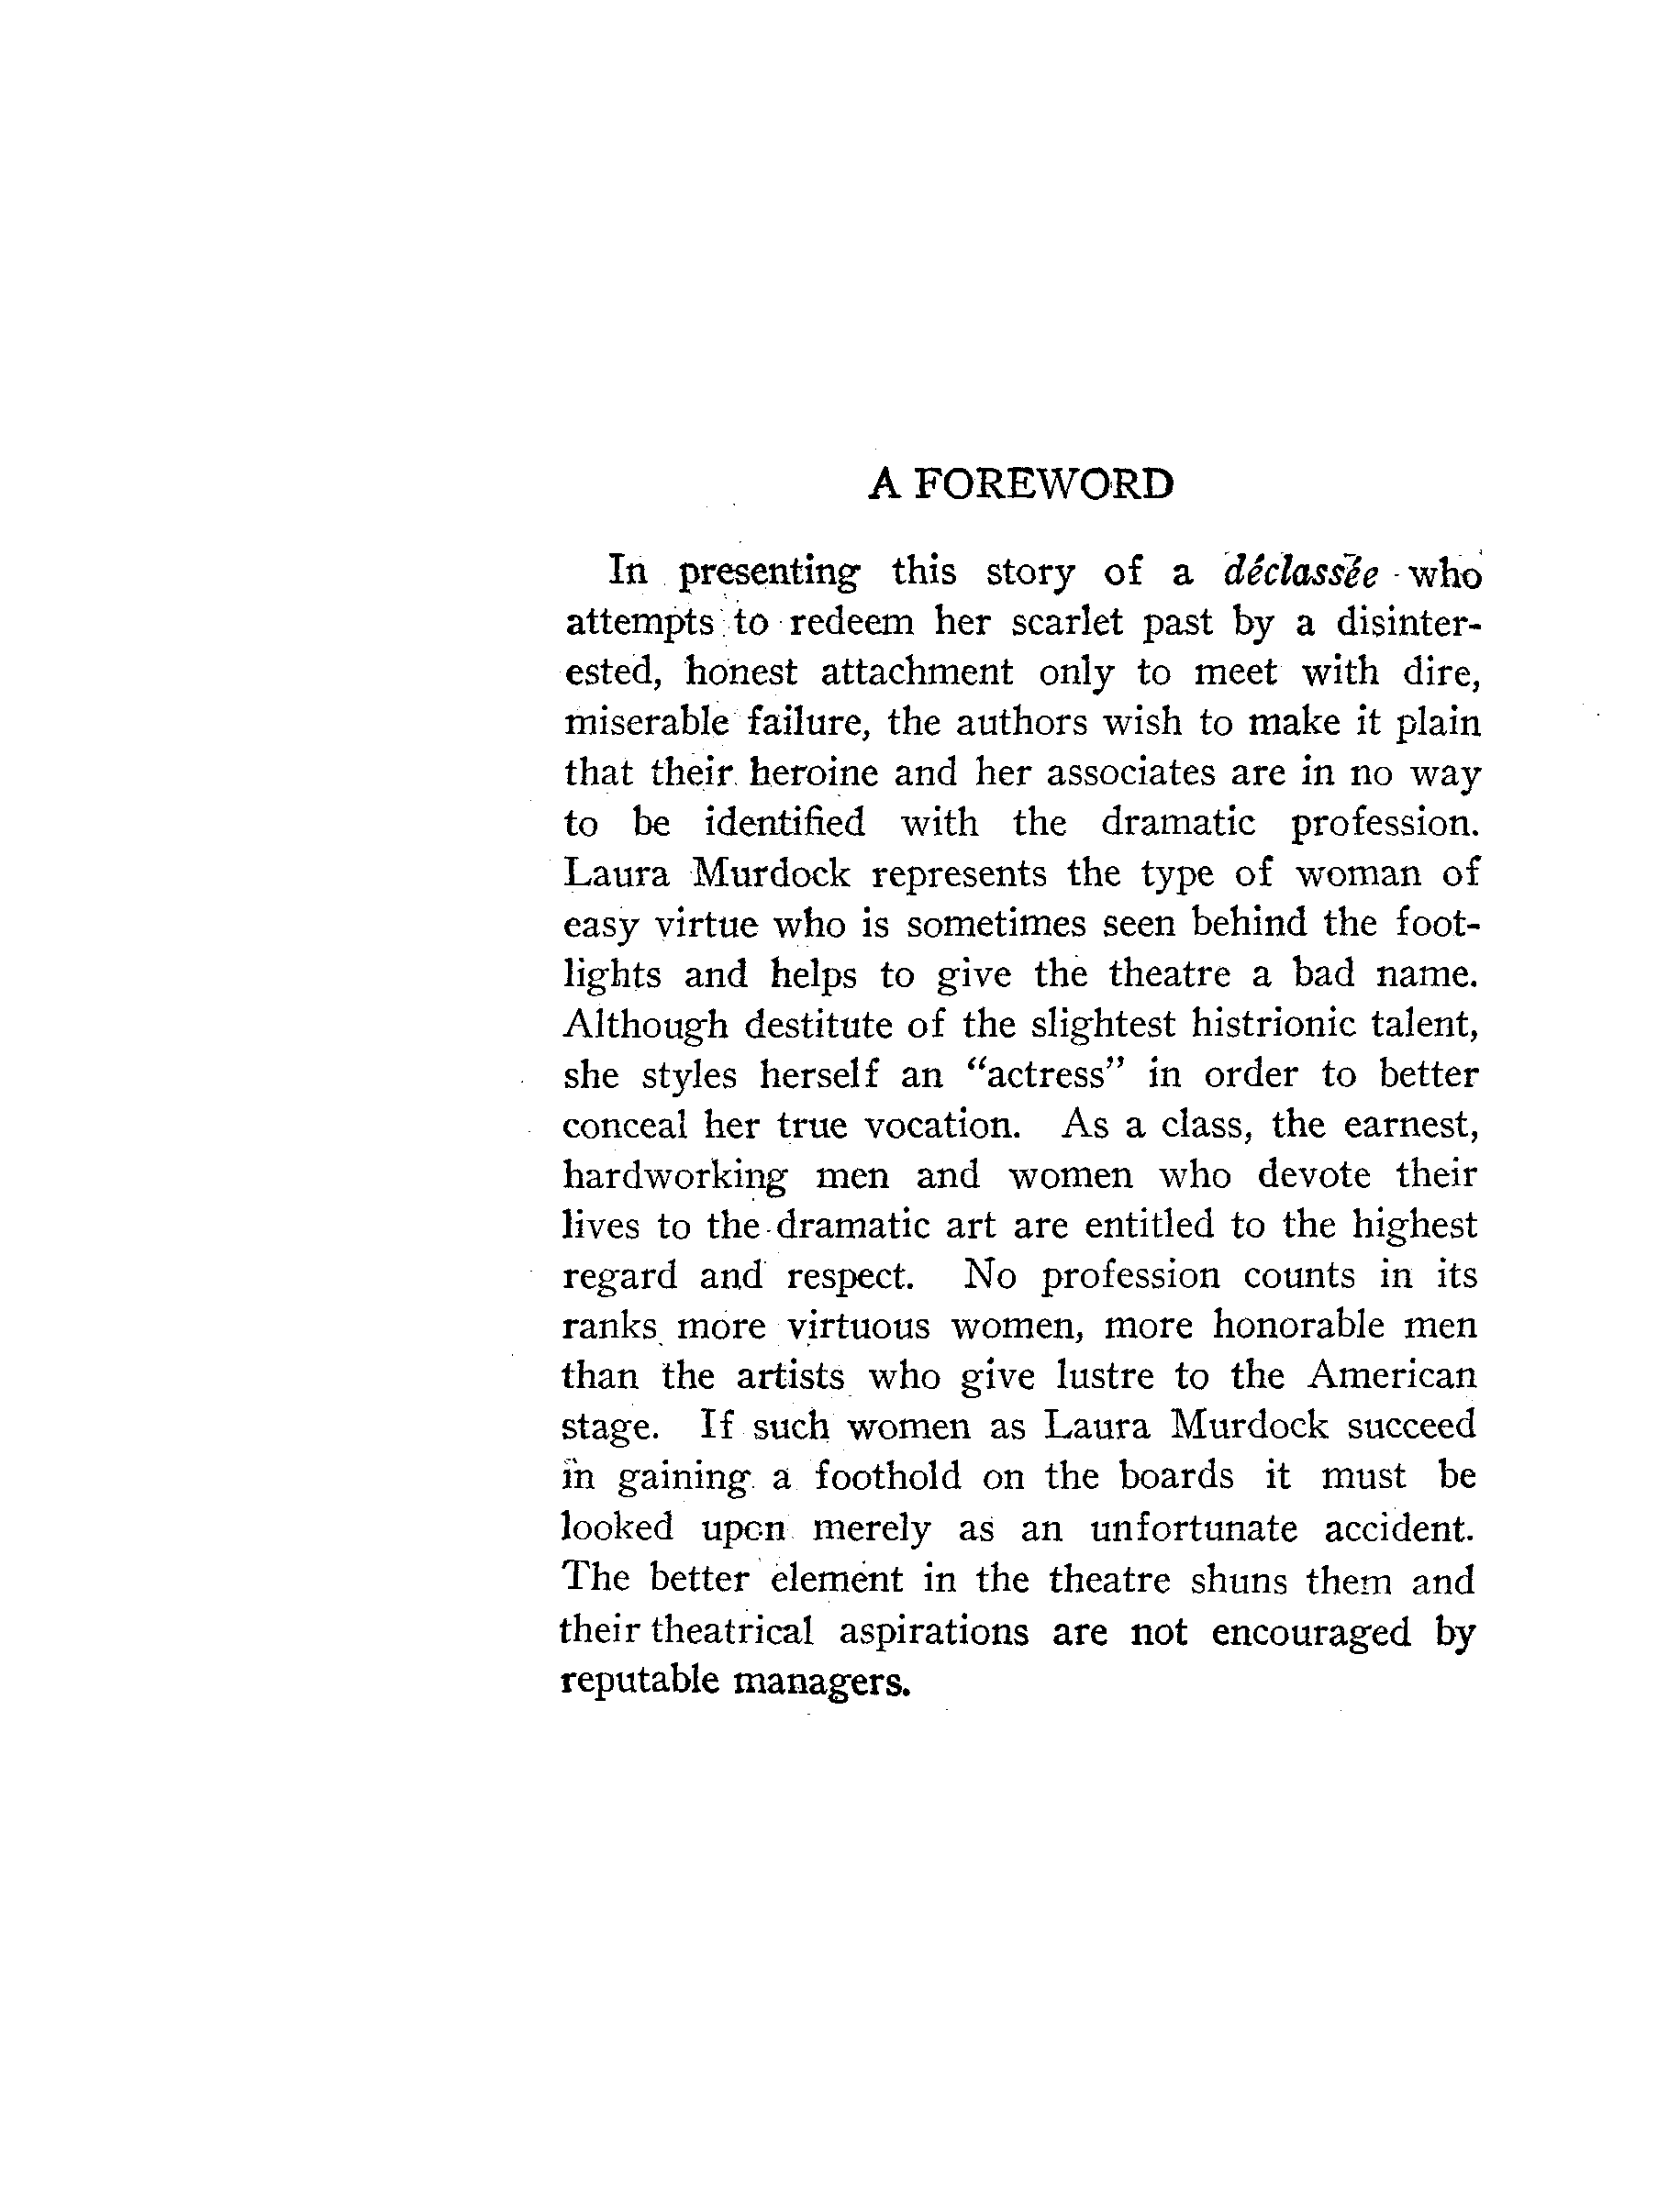 A FOREWORD
In presenting this story of a déclassée who
attempts to redeem her scarlet past by a disinter-
ested, honest attachment only to meet with dire,
miserable failure, the authors wish to make it plain
that their heroine and her associates are in no way
to be identified with the dramatic profession.
Laura Murdock represents the type of woman of
easy virtue who is sometimes seen behind the foot-
lights and helps to give the theatre a bad name.
Although destitute of the slightest histrionic talent,
she styles herself an "actress" in order to better
conceal her true vocation. As a class, the earnest,
hardworking men and women who devote their
lives to the dramatic art are entitled to the highest
regard and respect. No profession counts in its
ranks more virtuous women, more honorable men
than the artists who give lustre to the American
stage. If such women as Laura Murdock succeed
in gaining a foothold on the boards it must be
looked upon merely as an unfortunate accident.
The better element in the theatre shuns them and
their theatrical aspirations are not encouraged by
reputable managers.